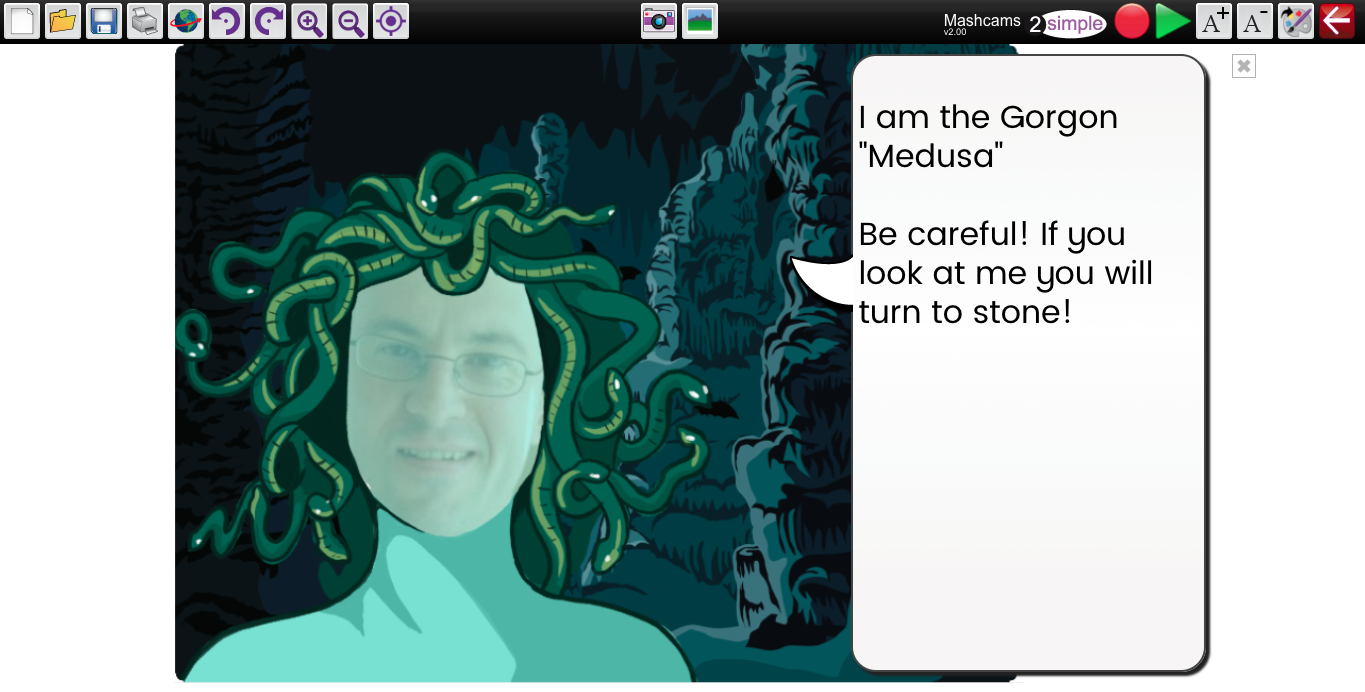 Mashcams
v2.00
2simple
A+
A-
I am the Gorgon
"Medusa"
Be careful! If you
look at me you will
turn to stone!